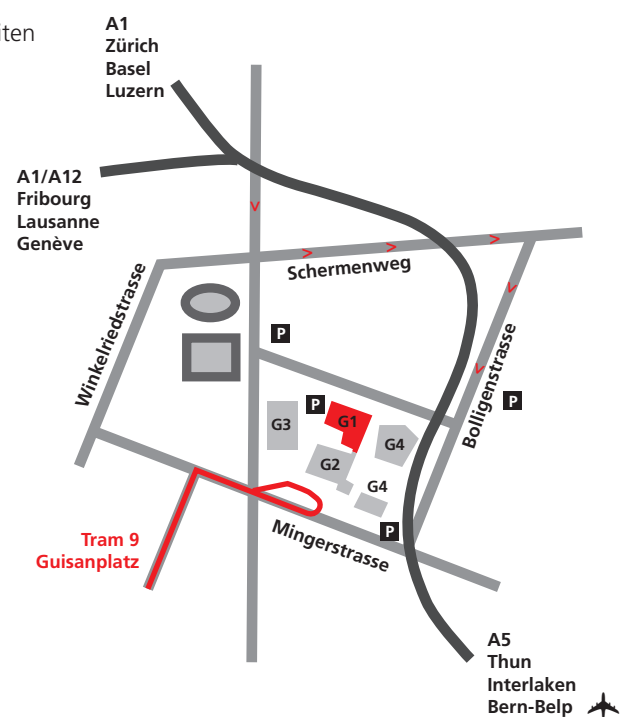 iten
A1
Zürich
Basel
Luzern
A1/A12
Fribourg
Lausanne
Genève
Schermenweg
Winkelriedstrasse
P
Bolligenstrasse
P
P
G1
G3
G4
G2
G4
P
Mingerstrasse
Tram 9
Guisanplatz
A5
Thun
Interlaken
Bern-Belp